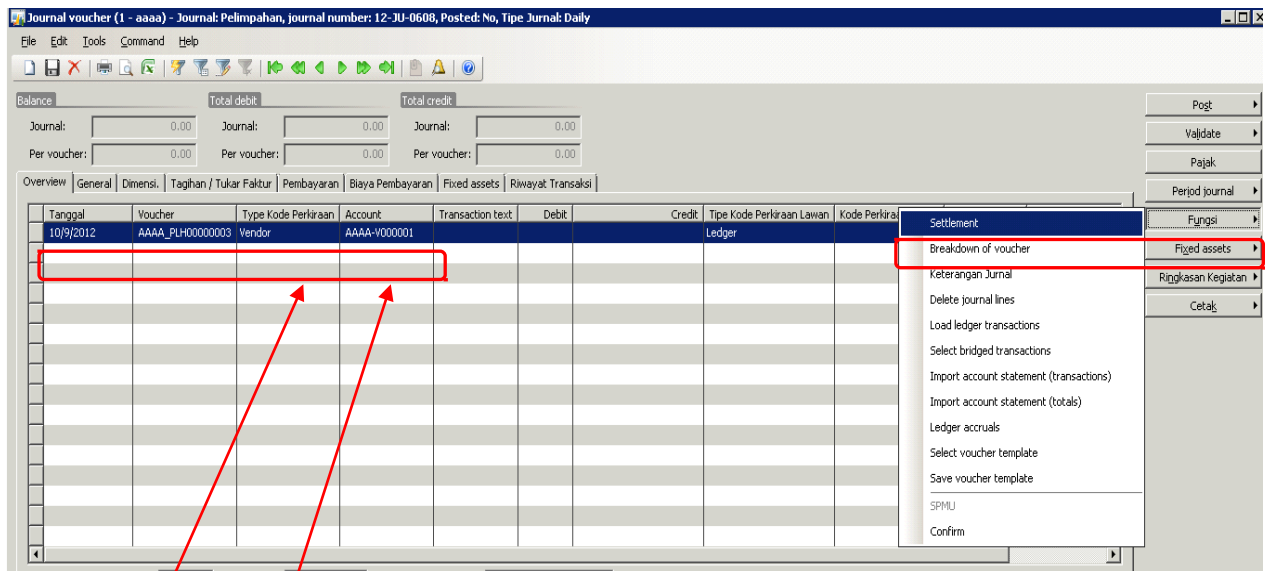 Journal voucher (1 - aaaa) - Journal: Pelimpahan, journal number: 12-JU-0608, Posted: No, Tipe Jurnal: Daily
File Edit Tools Command Help
Balance Total debit Total credit
Journal: 0.00 Journal: 0.00 Journal: 0.00
Per voucher: 0.00 Per voucher: 0.00 Per voucher: 0.00
Overview General Dimensi. Tagihan / Tukar Faktur Pembayaran Biaya Pembayaran Fixed assets Riwayat Transaksi
Tanggal Voucher Type Kode Perkiraan Account Transaction text Debit Credit Tipe Kode Perkiraan Lawan Kode Perkiraa
10/9/2012 AAAA_PLH00000003 Vendor AAAA-V000001 Ledger
Settlement
Breakdown of voucher
Keterangan Jurnal
Delete journal lines
Load ledger transactions
Select bridged transactions
Import account statement (transactions)
Import account statement (totals)
Ledger accruals
Select voucher template
Save voucher template
SPMU
Confirm
Post
Validate
Pajak
Period journal
Fungsi
Fixed assets
Ringkasan Kegiatan
Cetak